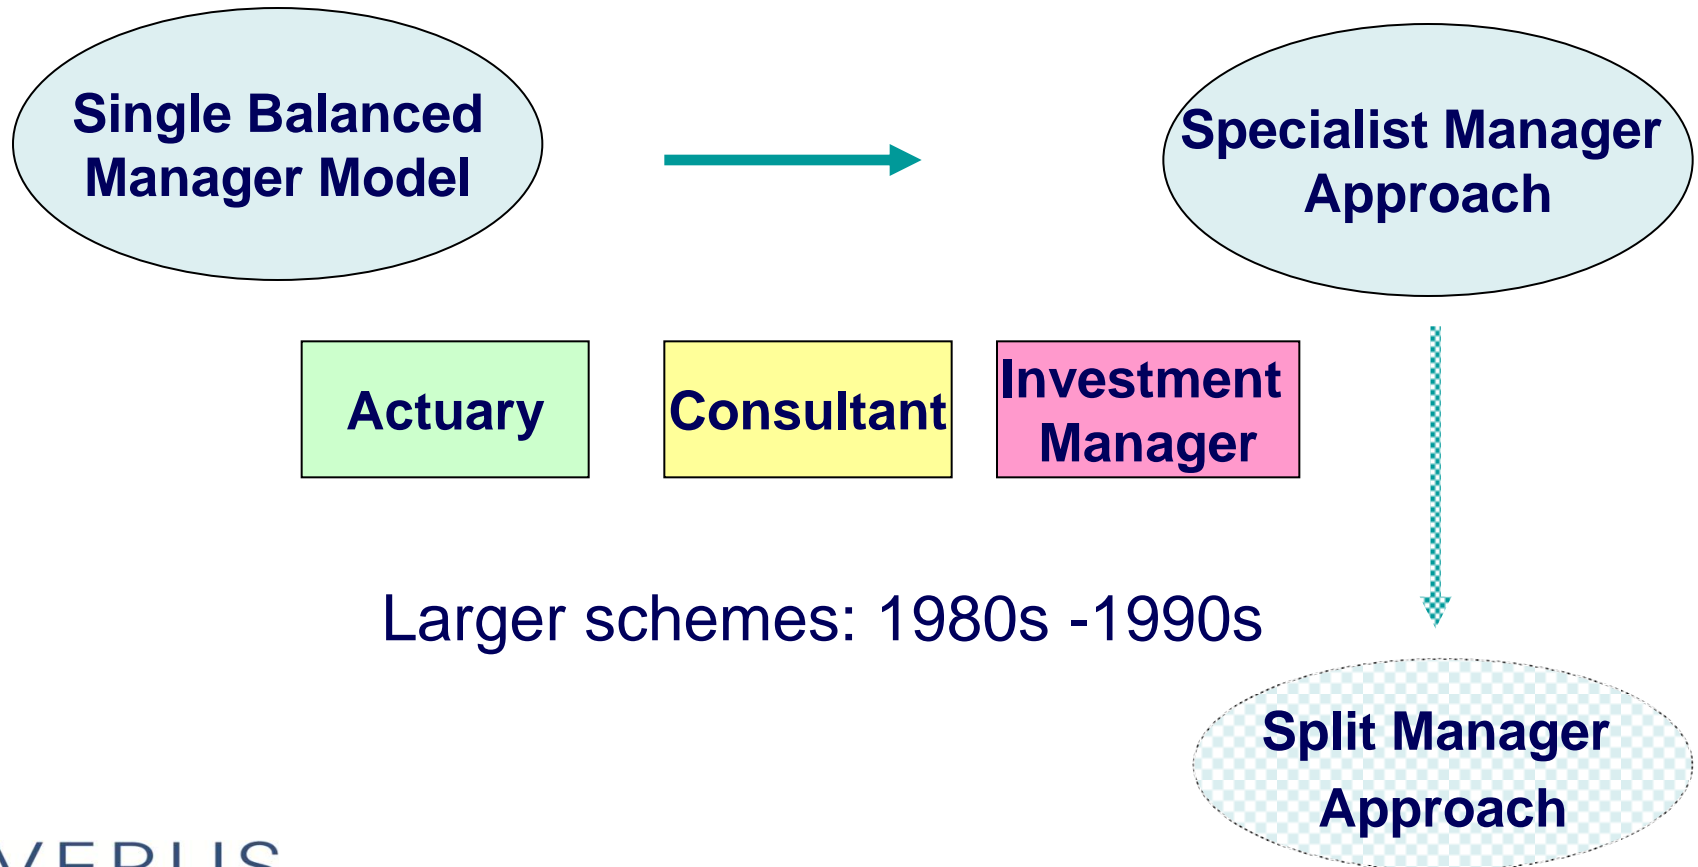 Single Balanced
Manager Model
Specialist Manager
Approach
Actuary
Consultant
Investment
Manager
Larger schemes: 1980s -1990s
Split Manager
Approach